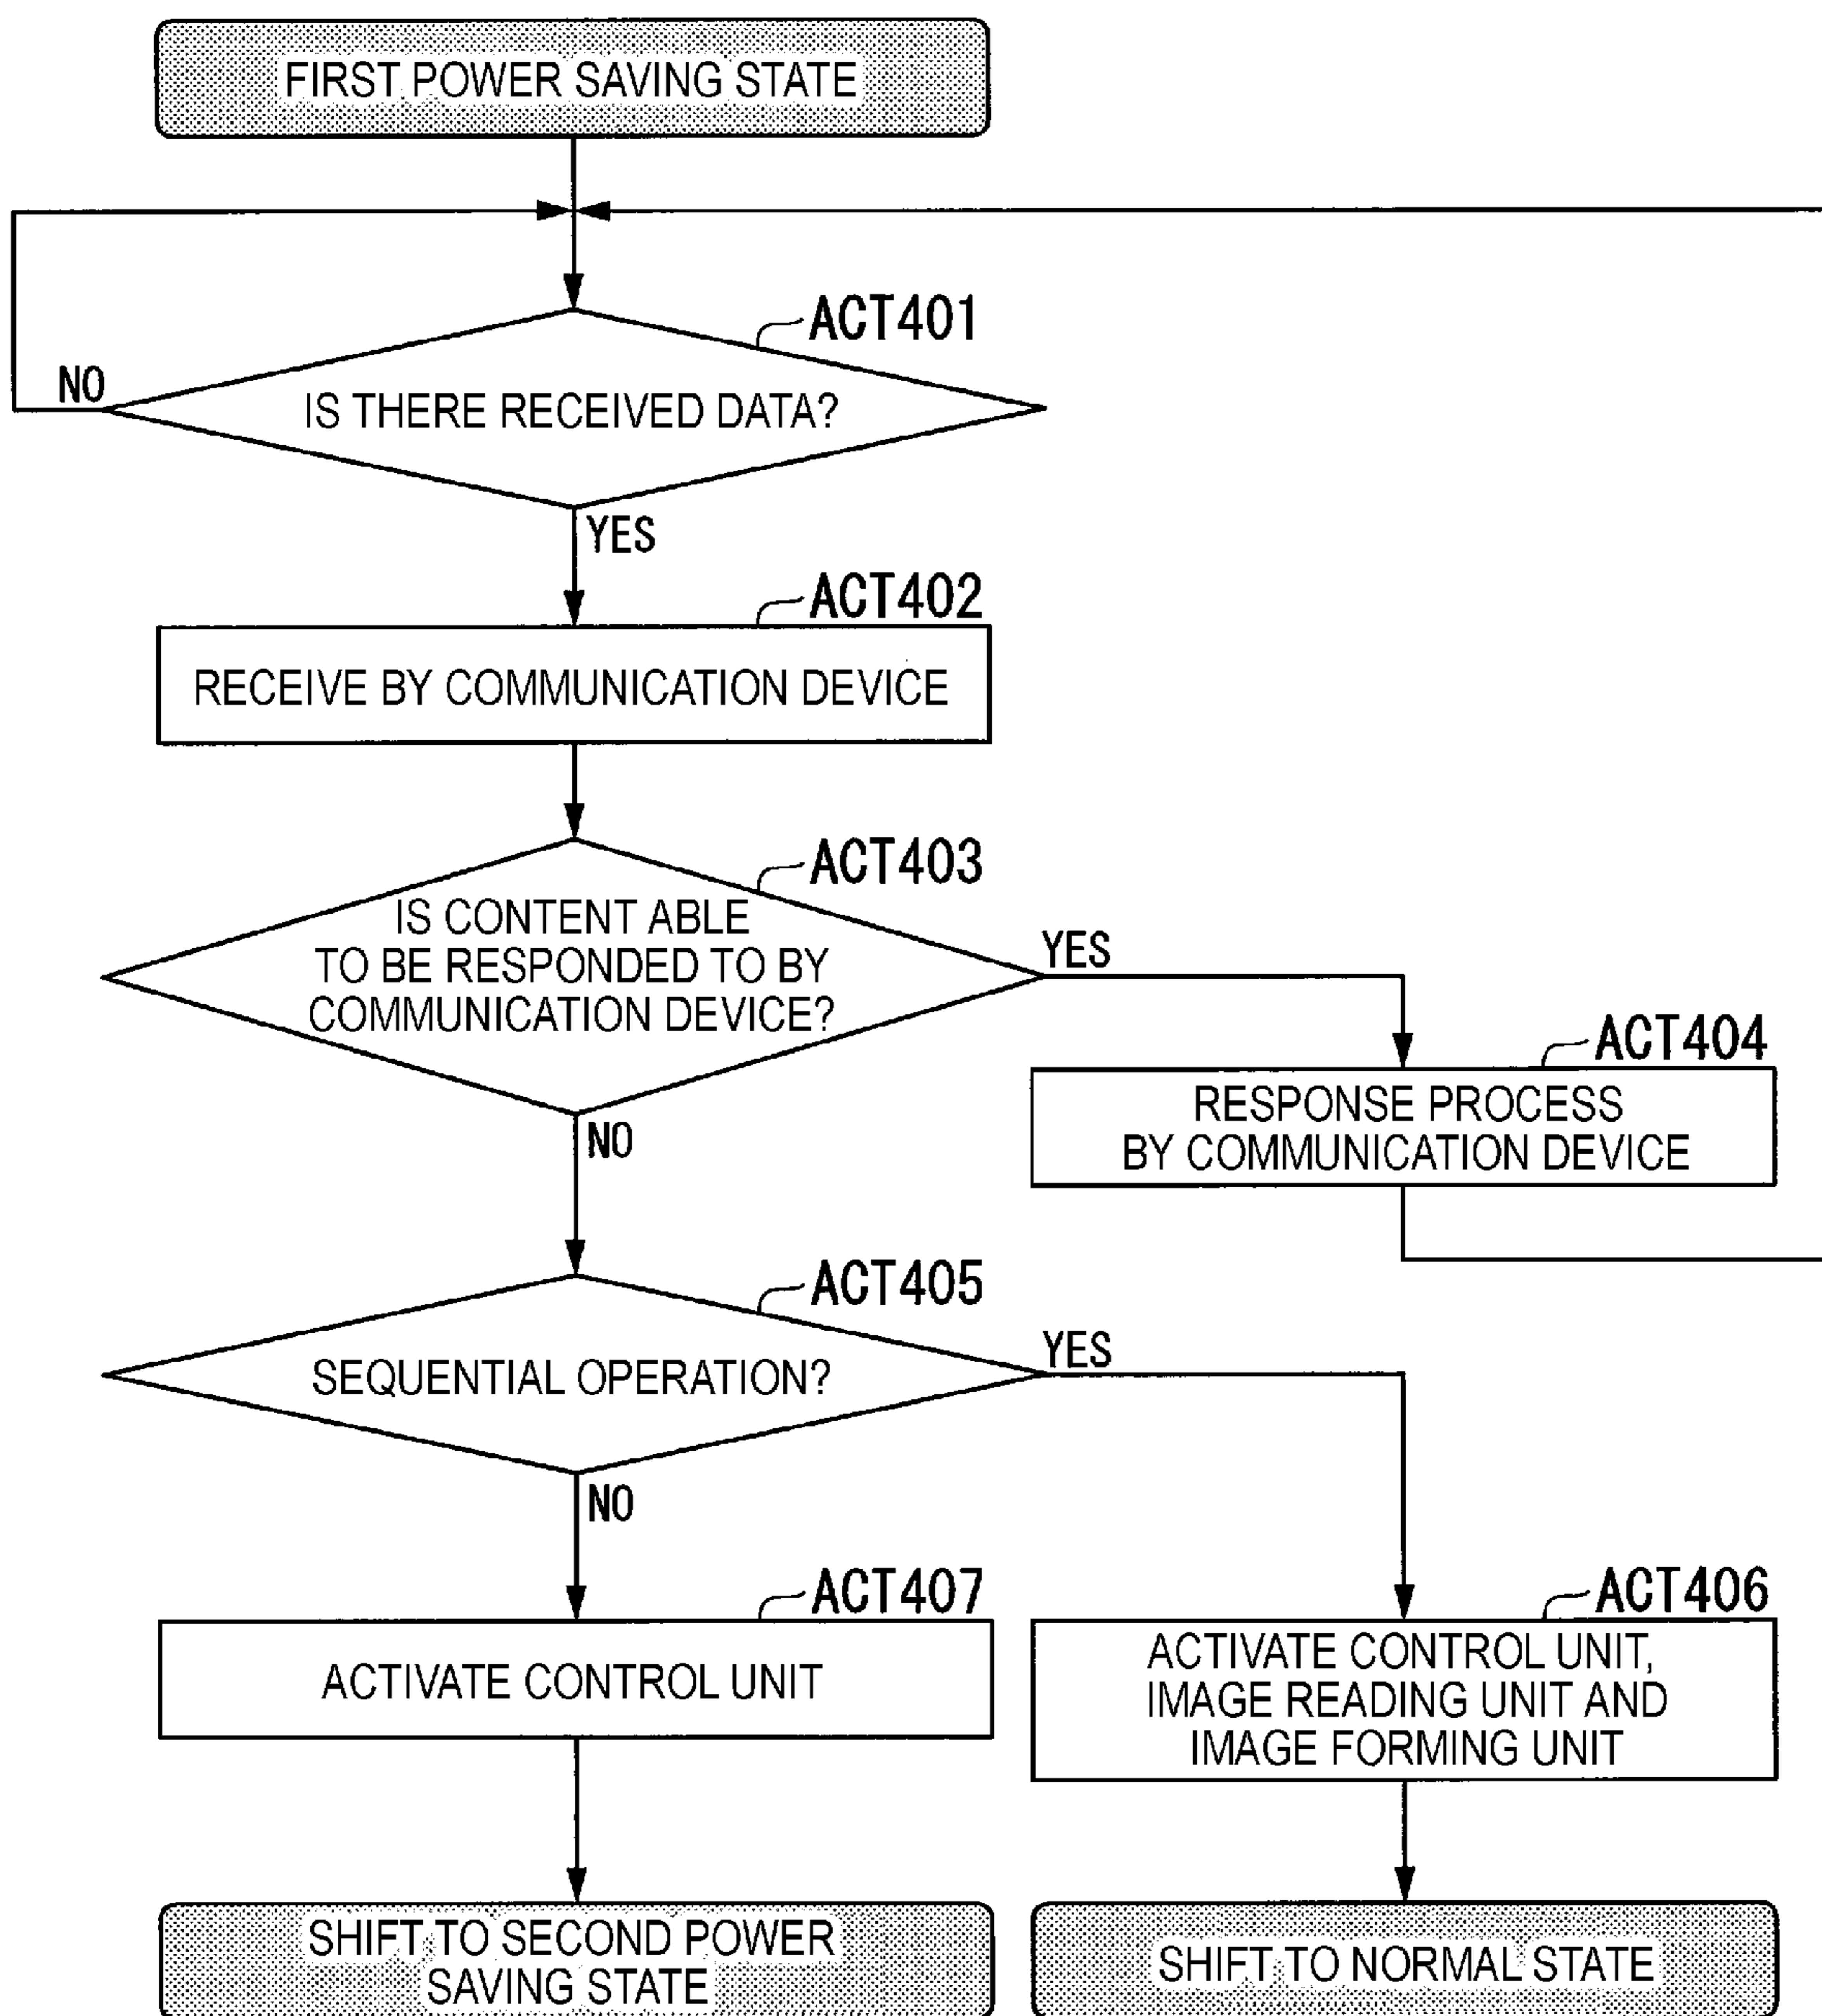 FIRST POWER SAVING STATE
ACT401
NO
IS THERE RECEIVED DATA?
YES
ACT402
RECEIVE BY COMMUNICATION DEVICE
ACT403
IS CONTENT ABLE
TO BE RESPONDED TO BY
COMMUNICATION DEVICE?
YES
NO
ACT404
RESPONSE PROCESS
BY COMMUNICATION DEVICE
ACT405
SEQUENTIAL OPERATION?
YES
NO
ACT407
ACTIVATE CONTROL UNIT
ACT406
ACTIVATE CONTROL UNIT,
IMAGE READING UNIT AND
IMAGE FORMING UNIT
SHIFT TO SECOND POWER
SAVING STATE
SHIFT TO NORMAL STATE